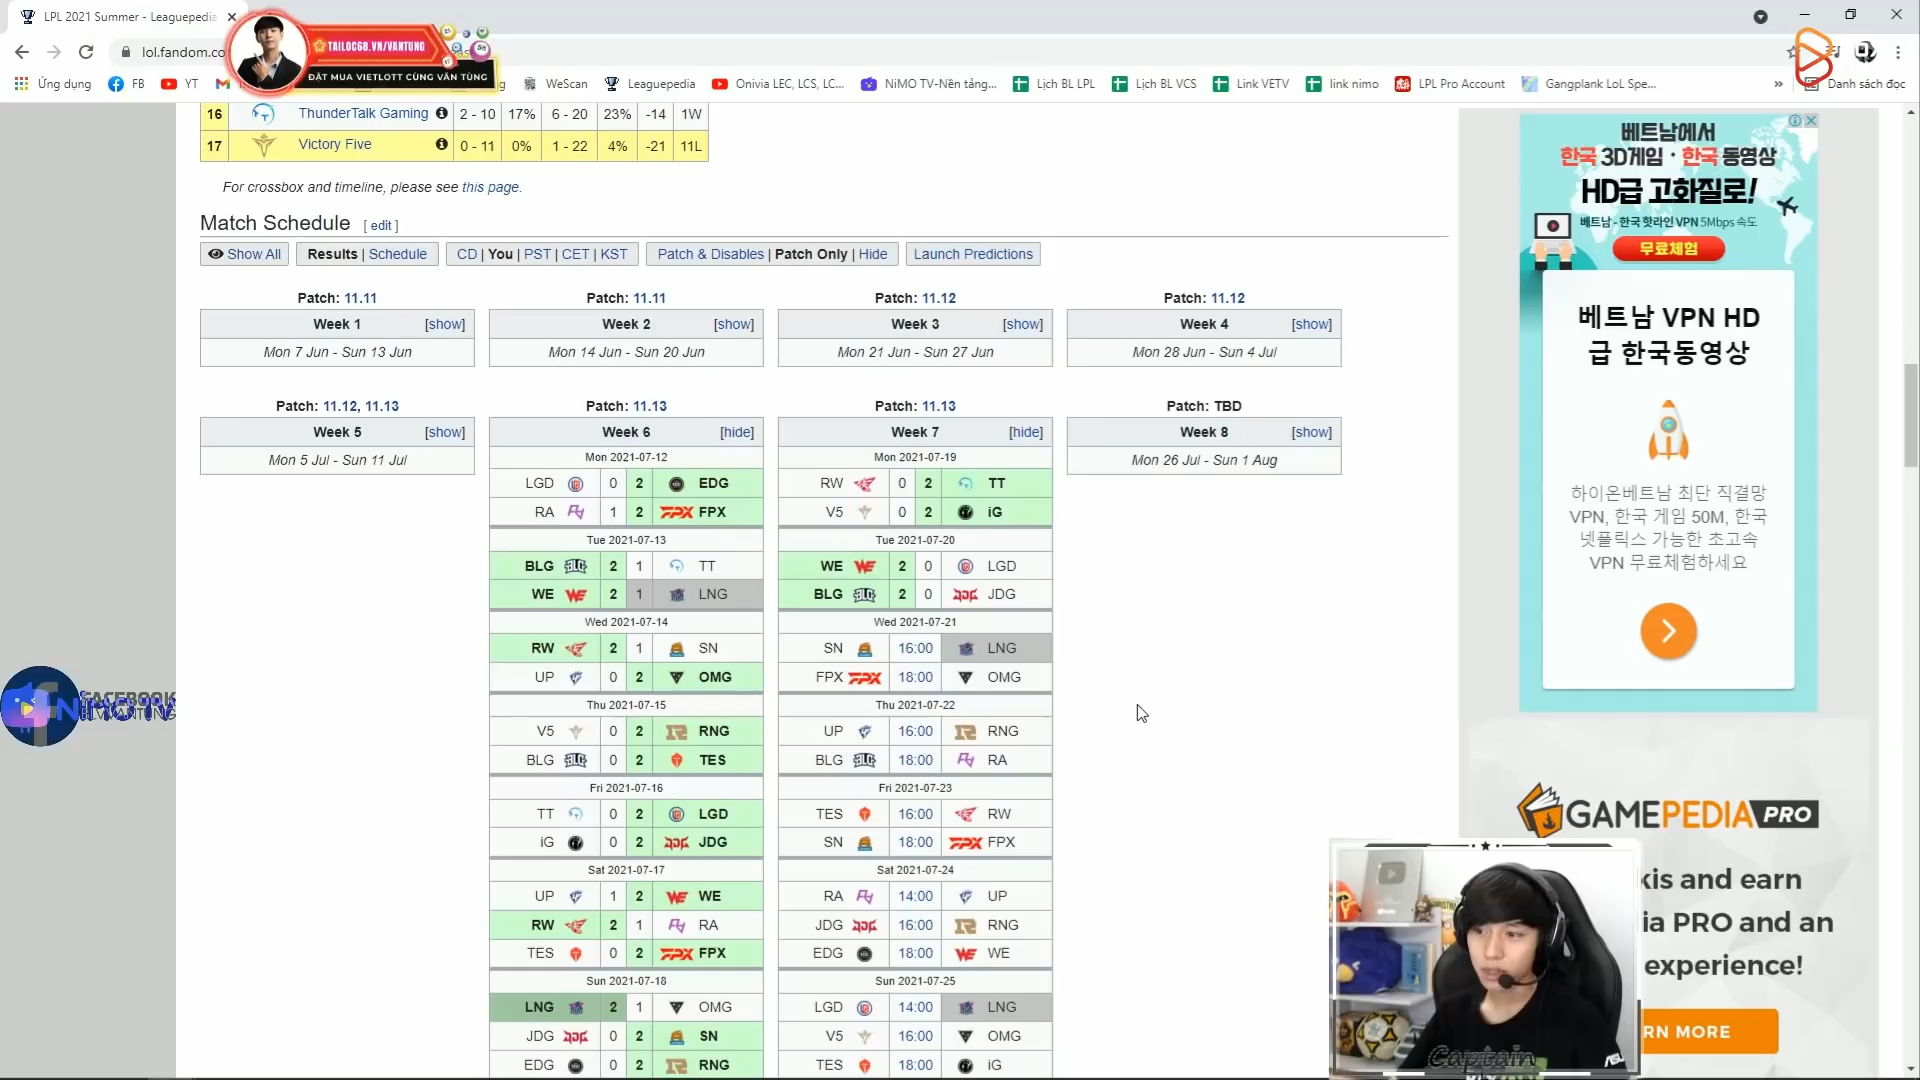 LPL 2021 Summer - Leaguepedia
lol.fandom.co
TAILOC68.VN/VANTUNG
ĐẶT MUA VIETLOTT CÙNG VĂN TÙNG
Ứng dụng FB YT WeScan Leaguepedia Onivia LEC, LCS, LC... NiMO TV-Nền tảng... Lịch BL LPL Lịch BL VCS Link VETV link nimo LPL Pro Account Gangplank LoL Spe... » Danh sách đọc
16 ThunderTalk Gaming 2 - 10 17% 6 - 20 23% -14 1W
17 Victory Five 0 - 11 0% 1 - 22 4% -21 11L
For crossbox and timeline, please see this page.
Match Schedule [ edit ]
Show All Results | Schedule CD | You | PST | CET | KST Patch & Disables | Patch Only | Hide Launch Predictions
Patch: 11.11
Week 1 [show]
Mon 7 Jun - Sun 13 Jun
Patch: 11.11
Week 2 [show]
Mon 14 Jun - Sun 20 Jun
Patch: 11.12
Week 3 [show]
Mon 21 Jun - Sun 27 Jun
Patch: 11.12
Week 4 [show]
Mon 28 Jun - Sun 4 Jul
Patch: 11.12, 11.13
Week 5 [show]
Mon 5 Jul - Sun 11 Jul
Patch: 11.13
Week 6 [hide]
Mon 2021-07-12
LGD 0 2 EDG
RA 1 2 FPX FPX
Tue 2021-07-13
BLG 2 1 TT
WE 2 1 LNG
Wed 2021-07-14
RW 2 1 SN
UP 0 2 OMG
Thu 2021-07-15
V5 0 2 RNG
BLG 0 2 TES
Fri 2021-07-16
TT 0 2 LGD
iG 0 2 JDG
Sat 2021-07-17
UP 1 2 WE
RW 2 1 RA
TES 0 2 FPX FPX
Sun 2021-07-18
LNG 2 1 OMG
JDG 0 2 SN
EDG 0 2 RNG
Patch: 11.13
Week 7 [hide]
Mon 2021-07-19
RW 0 2 TT
V5 0 2 iG
Tue 2021-07-20
WE 2 0 LGD
BLG 2 0 JDG
Wed 2021-07-21
SN 16:00 LNG
FPX FPX 18:00 OMG
Thu 2021-07-22
UP 16:00 RNG
BLG 18:00 RA
Fri 2021-07-23
TES 16:00 RW
SN 18:00 FPX FPX
Sat 2021-07-24
RA 14:00 UP
JDG 16:00 RNG
EDG 18:00 WE
Sun 2021-07-25
LGD 14:00 LNG
V5 16:00 OMG
TES 18:00 iG
Patch: TBD
Week 8 [show]
Mon 26 Jul - Sun 1 Aug
베트남에서
한국 3D게임 · 한국 동영상
HD급 고화질로!
베트남 - 한국 핫라인 VPN 5Mbps 속도
무료체험
베트남 VPN HD
급 한국동영상
하이온베트남 최단 직결망
VPN, 한국 게임 50M, 한국
넷플릭스 가능한 초고속
VPN 무료체험하세요
GAMEPEDIA PRO
kis and earn
ia PRO and an
experience!
RN MORE
FACEBOOK
NIMO TV
Captain